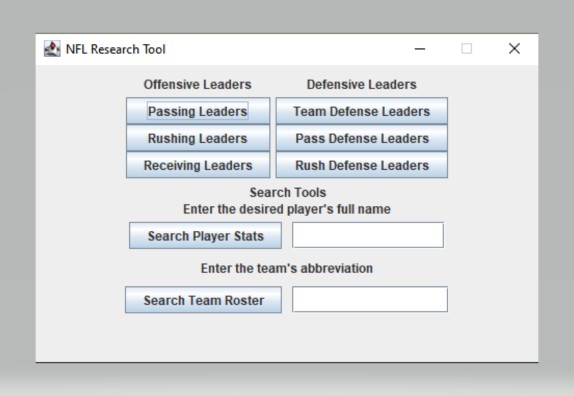 NFL Research Tool
Offensive Leaders Defensive Leaders
Passing Leaders Team Defense Leaders
Rushing Leaders Pass Defense Leaders
Receiving Leaders Rush Defense Leaders
Search Tools
Enter the desired player's full name
Search Player Stats
Enter the team's abbreviation
Search Team Roster